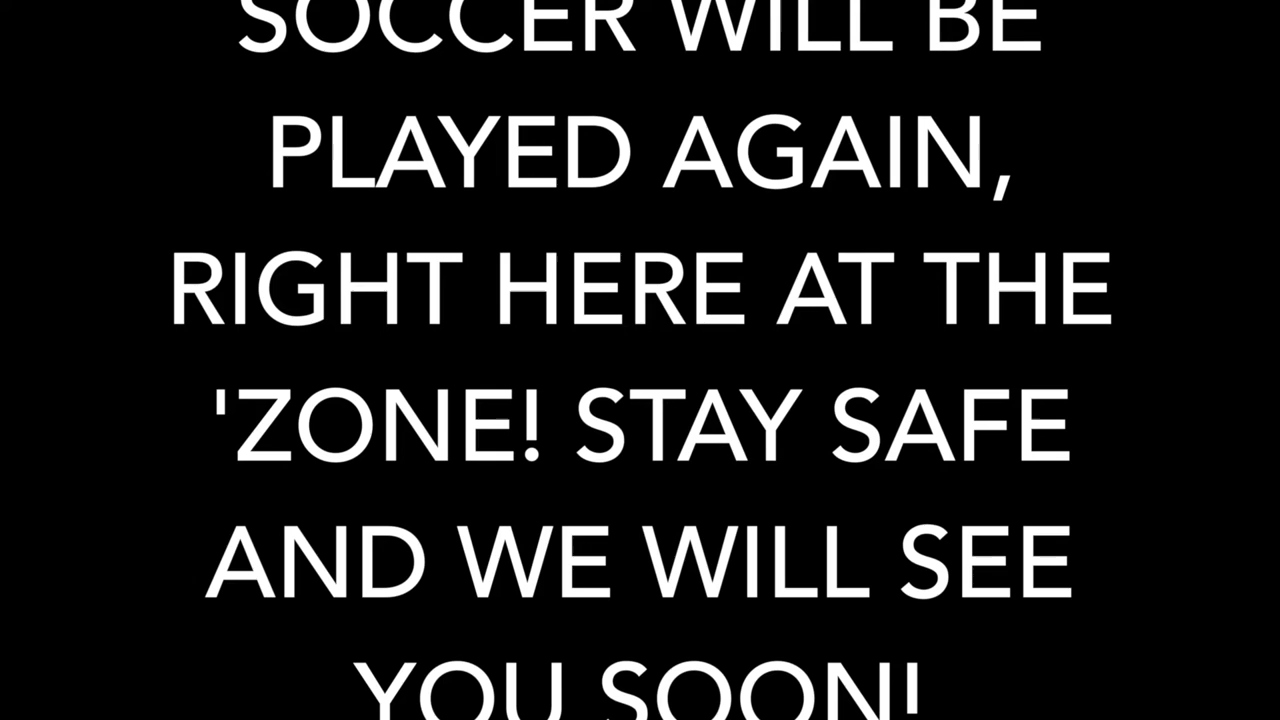 SOCCER WILL BE
PLAYED AGAIN,
RIGHT HERE AT THE
'ZONE! STAY SAFE
AND WE WILL SEE
YOU SOON!